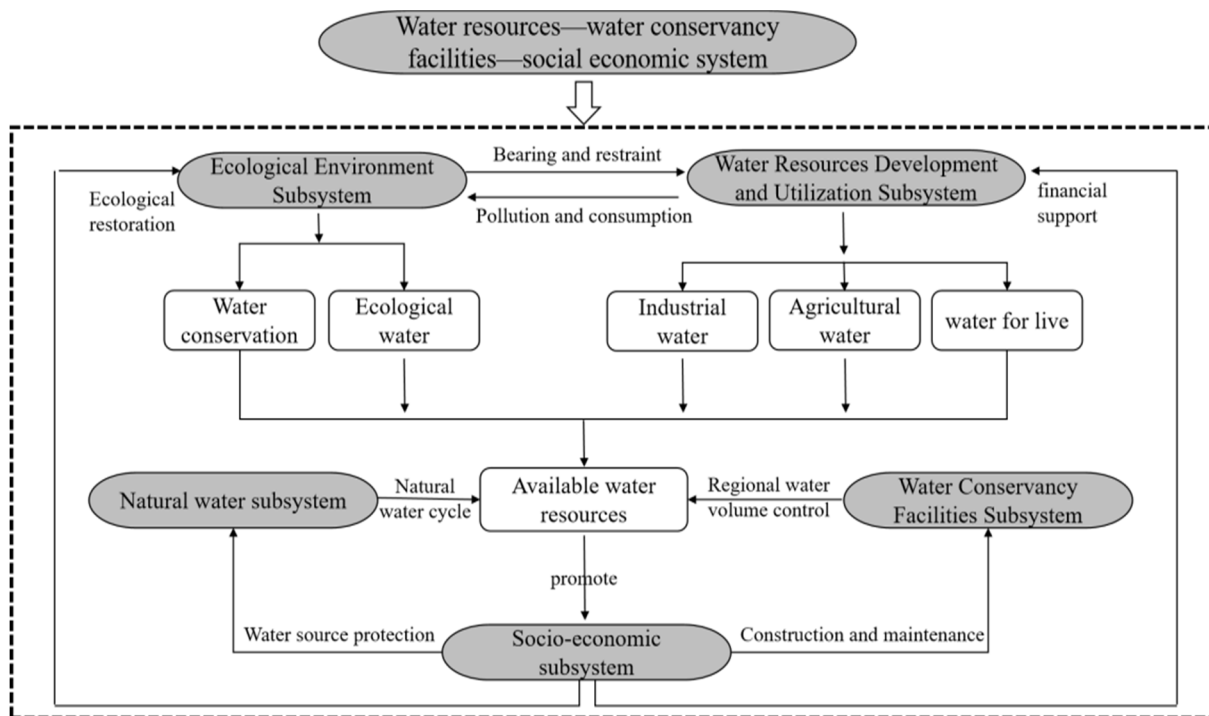 Water resources—water conservancy
facilities—social economic system
Ecological Environment
Subsystem
Bearing and restraint
Pollution and consumption
Water Resources Development
and Utilization Subsystem
Ecological
restoration
financial
support
Water
conservation
Ecological
water
Industrial
water
Agricultural
water
water for live
Natural water subsystem
Natural
water cycle
Available water
resources
Regional water
volume control
Water Conservancy
Facilities Subsystem
promote
Water source protection
Socio-economic
subsystem
Construction and maintenance